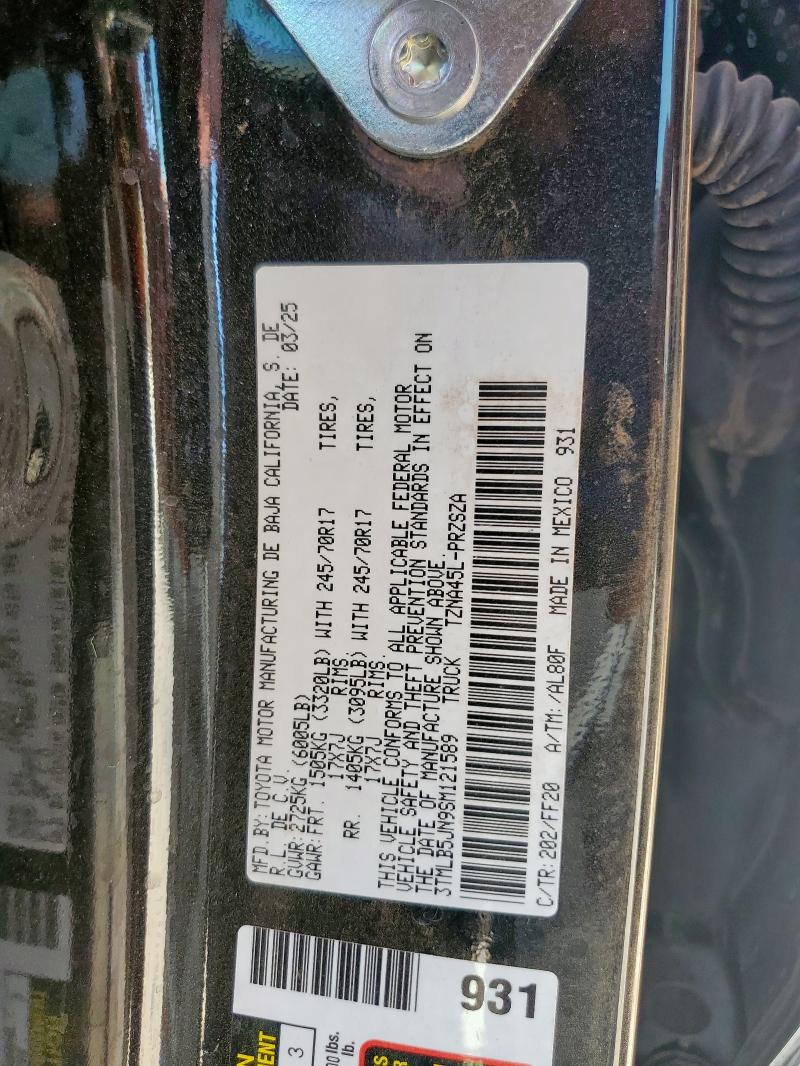 MFD. BY: TOYOTA MOTOR MANUFACTURING DE BAJA CALIFORNIA, S. DE
R.L. DE C.V. DATE: 03/25
GVWR: 2725KG (6005LB)
GAWR: FRT. 1505KG (3320LB) WITH 245/70R17 TIRES,
17X7J RIMS.
RR. 1405KG (3095LB) WITH 245/70R17 TIRES,
17X7J RIMS.
THIS VEHICLE CONFORMS TO ALL APPLICABLE FEDERAL MOTOR
VEHICLE SAFETY AND THEFT PREVENTION STANDARDS IN EFFECT ON
THE DATE OF MANUFACTURE SHOWN ABOVE.
3TMLB5JN9SM121589 TRUCK TZNA45L-PRZSZA
C/TR: 202/FF20 A/TM: /AL80F MADE IN MEXICO 931
931
3
lb.